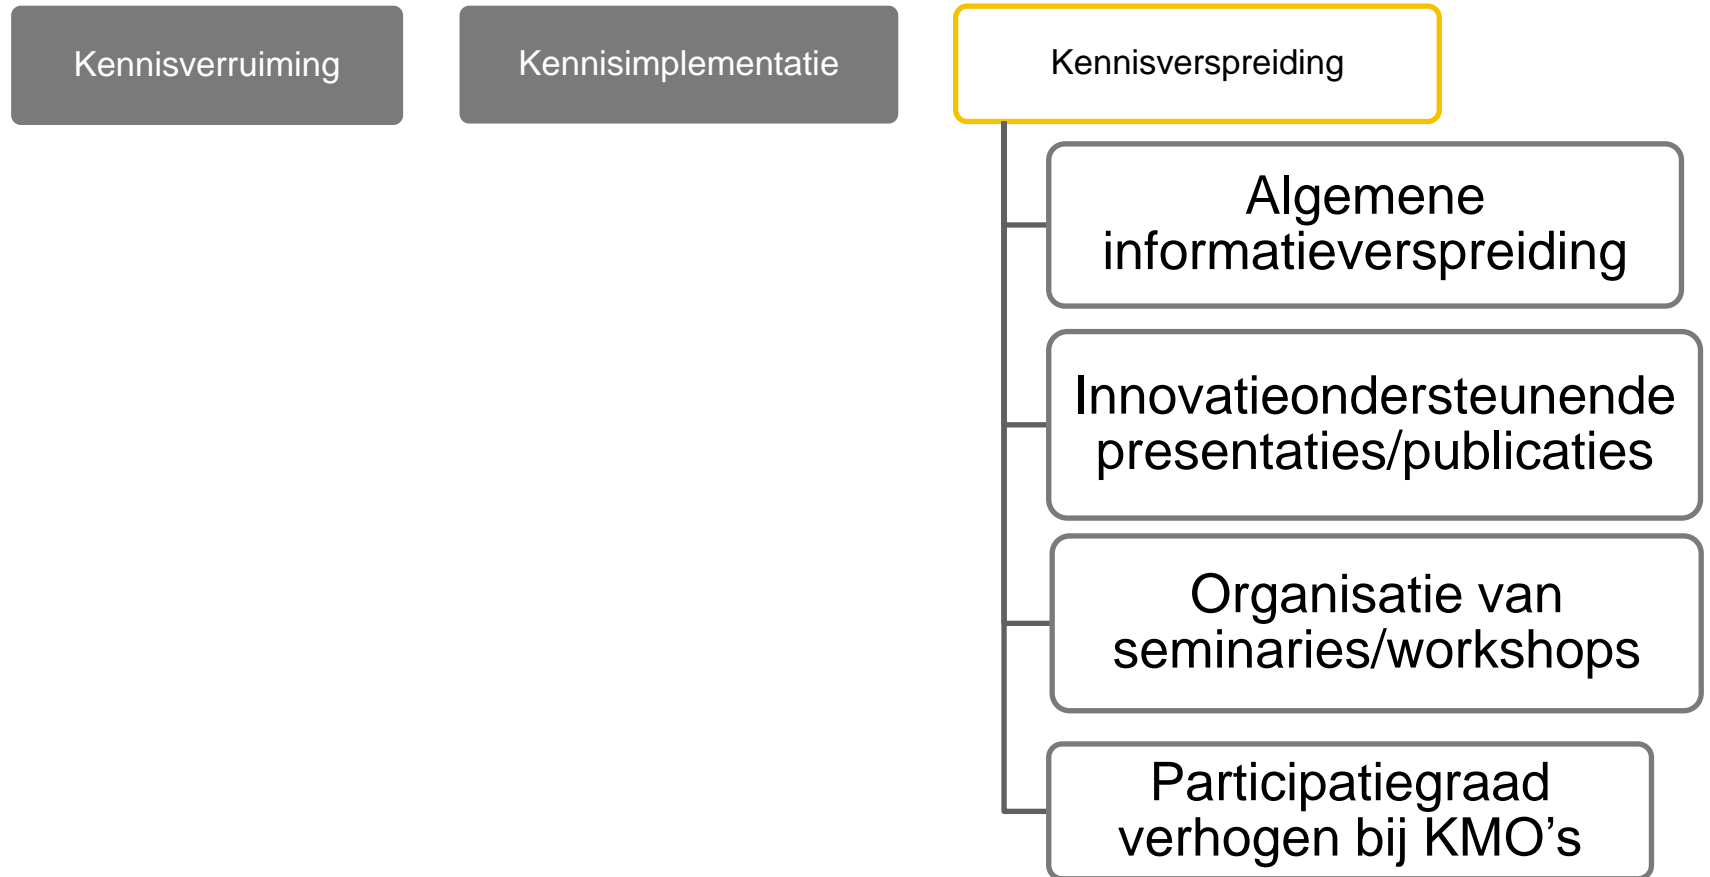 Kennisverruiming
Kennisimplementatie
Kennisverspreiding
Algemene
informatieverspreiding
Innovatieondersteunende
presentaties/publicaties
Organisatie van
seminaries/workshops
Participatiegraad
verhogen bij KMO’s